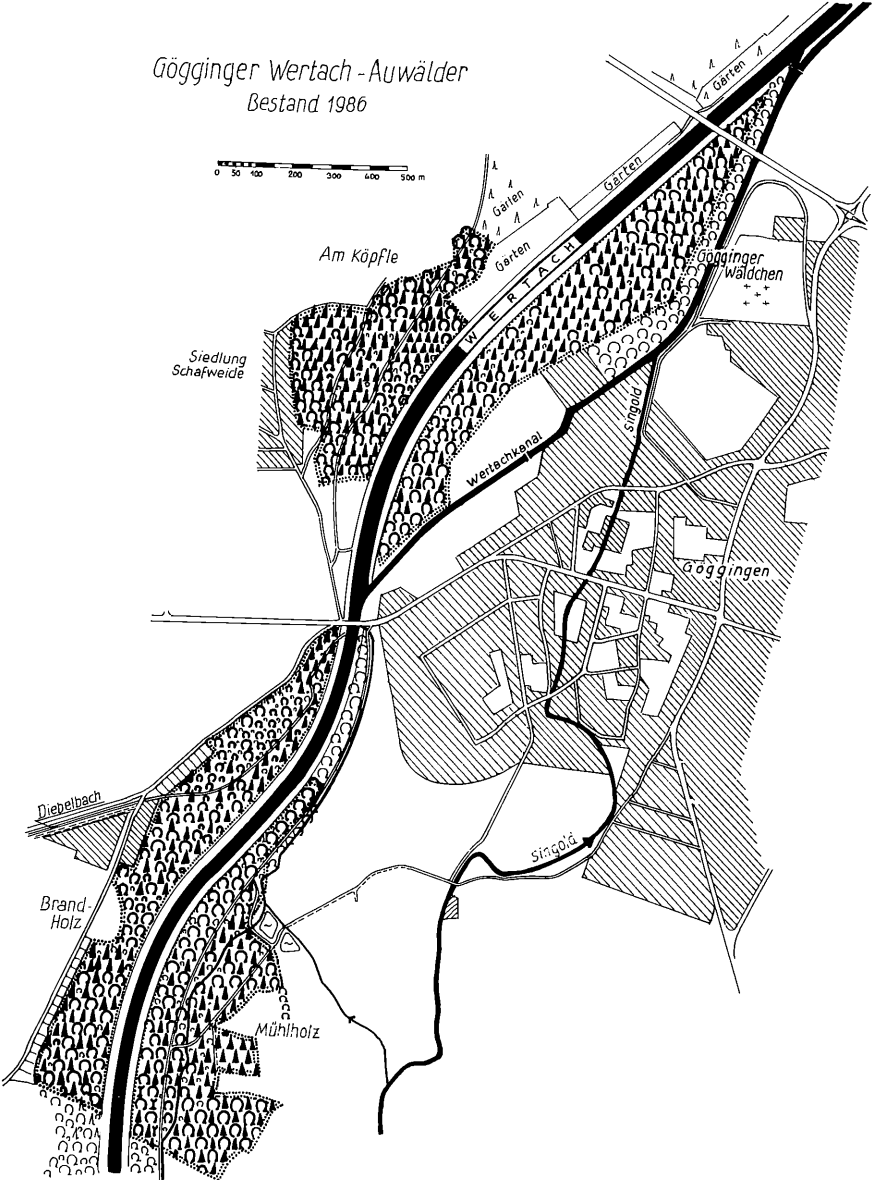 Gögginger Wertach-Auwälder
Bestand 1986
0 50 100 200 300 400 500 m
Gärten
Gärten
Gärten
Gärten
Am Köpfle
WERTACH
Gögginger
Wäldchen
Siedlung
Schafweide
Singold
Wertachkanal
Göggingen
Diebelbach
Singold
Brand-
Holz
Mühlholz